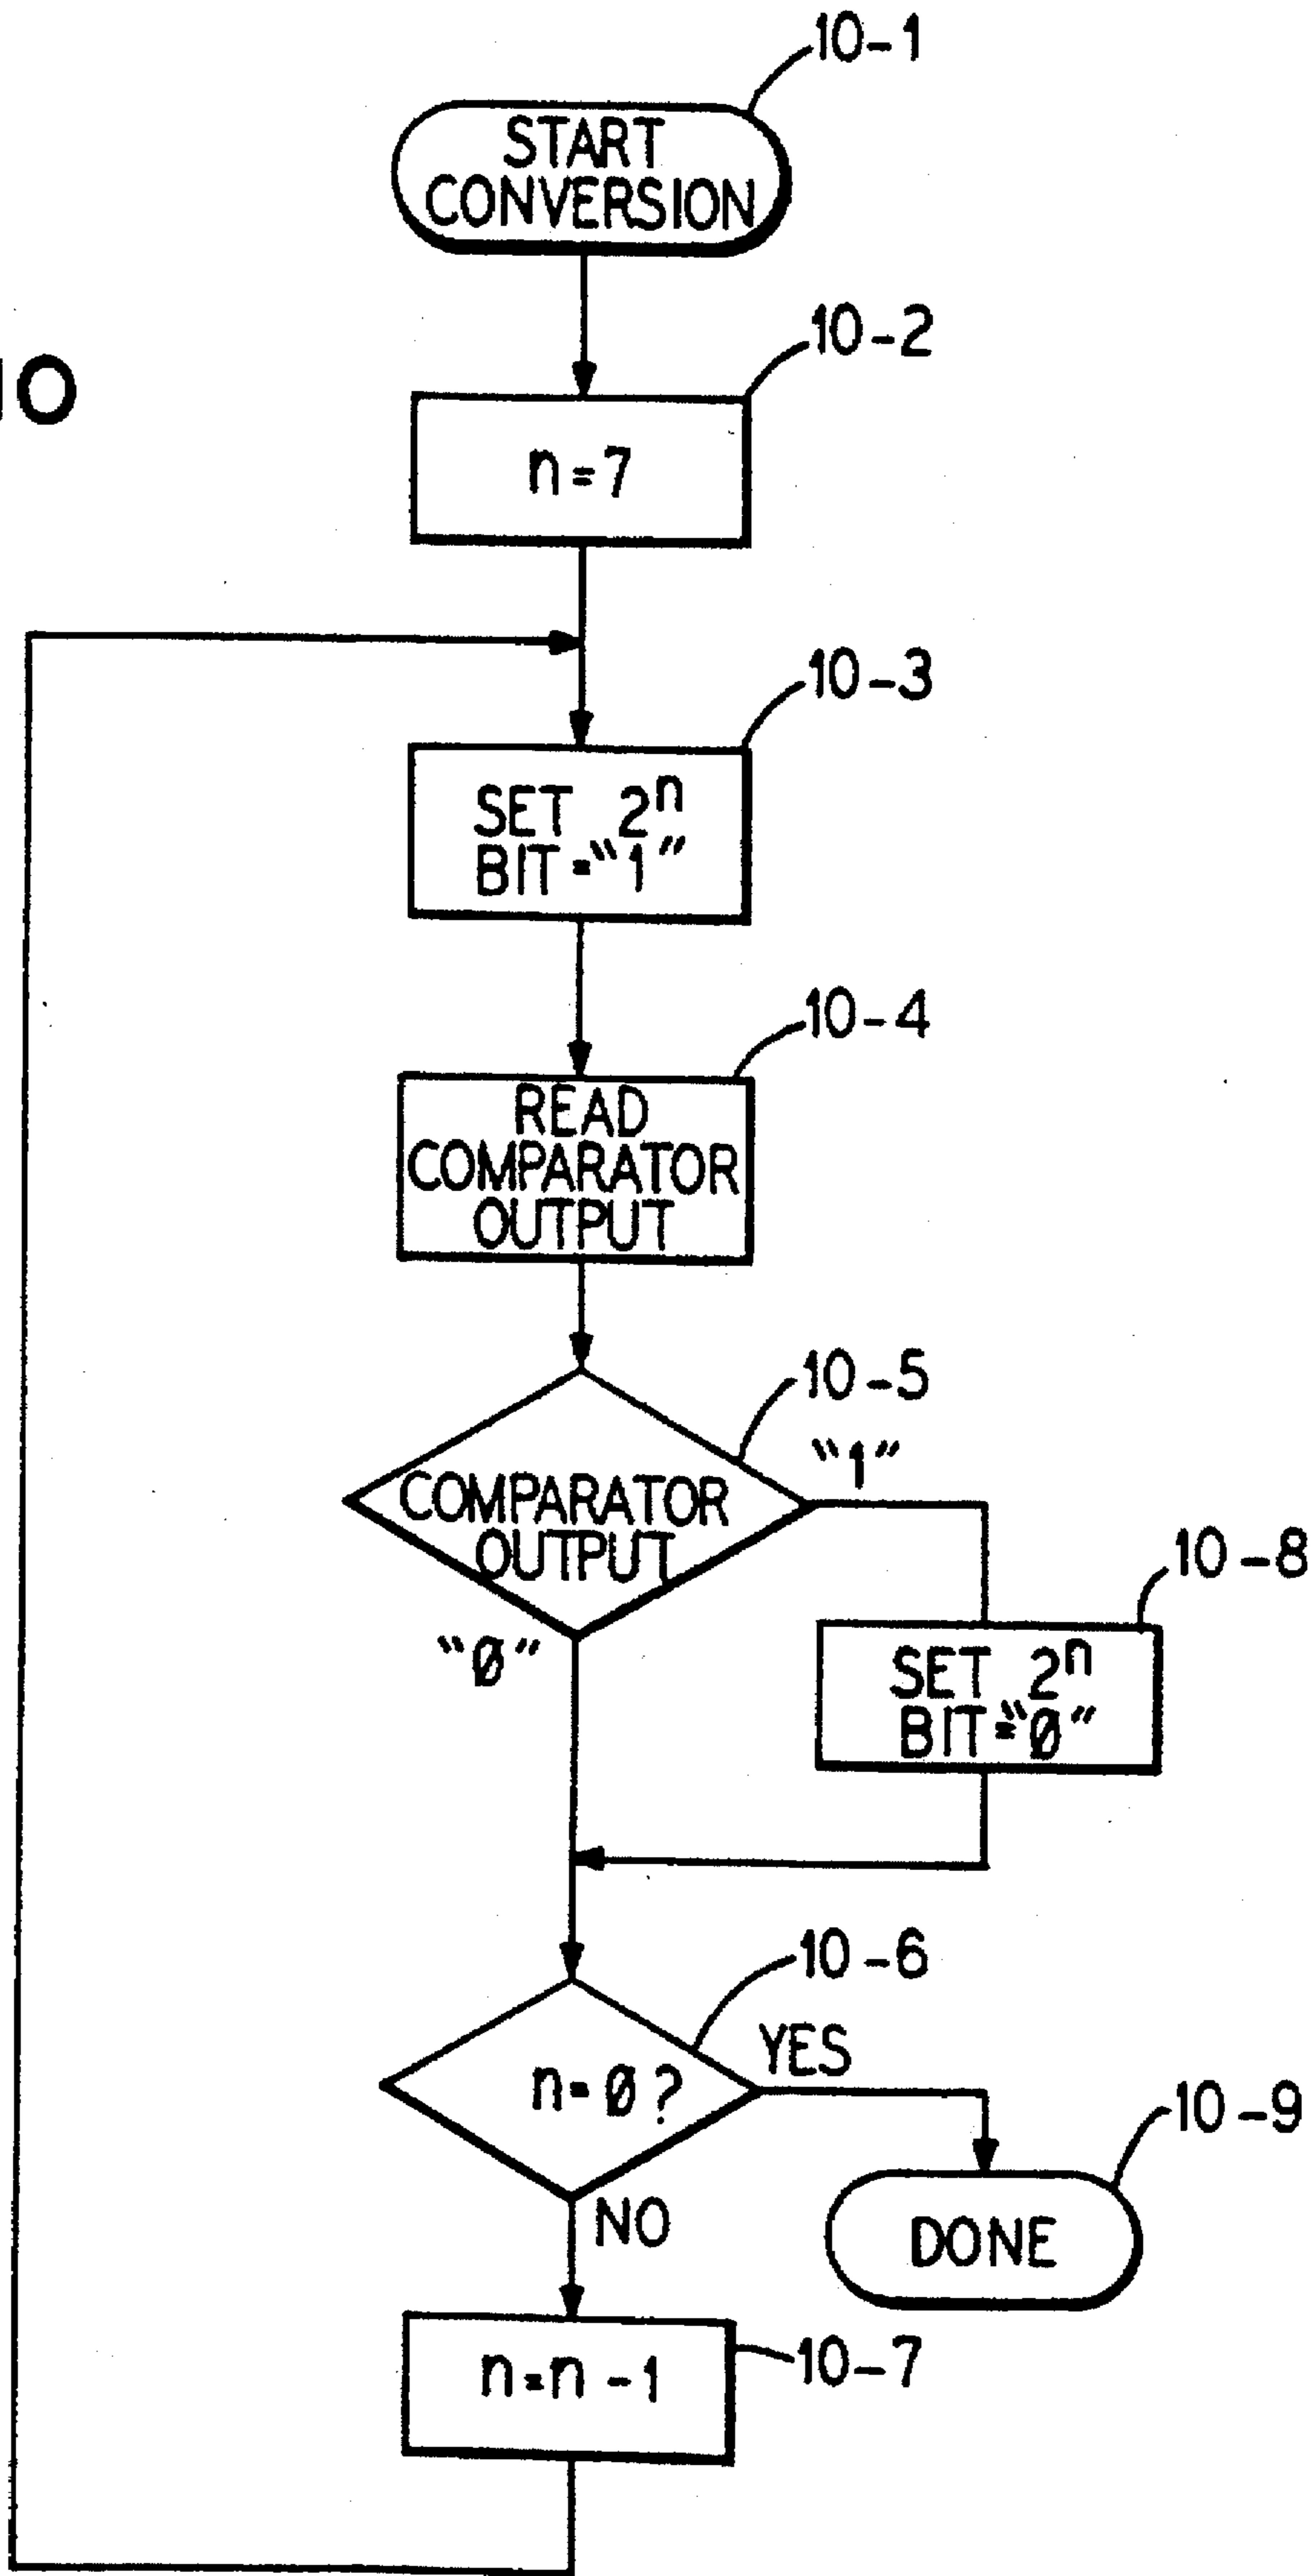 10-1
START
CONVERSION
10-2
10
n=7
10-3
SET 2ⁿ
BIT="1"
10-4
READ
COMPARATOR
OUTPUT
10-5
"1"
COMPARATOR
OUTPUT
10-8
"Ø"
SET 2ⁿ
BIT="Ø"
10-6
YES
n=Ø?
10-9
NO
DONE
10-7
n=n-1